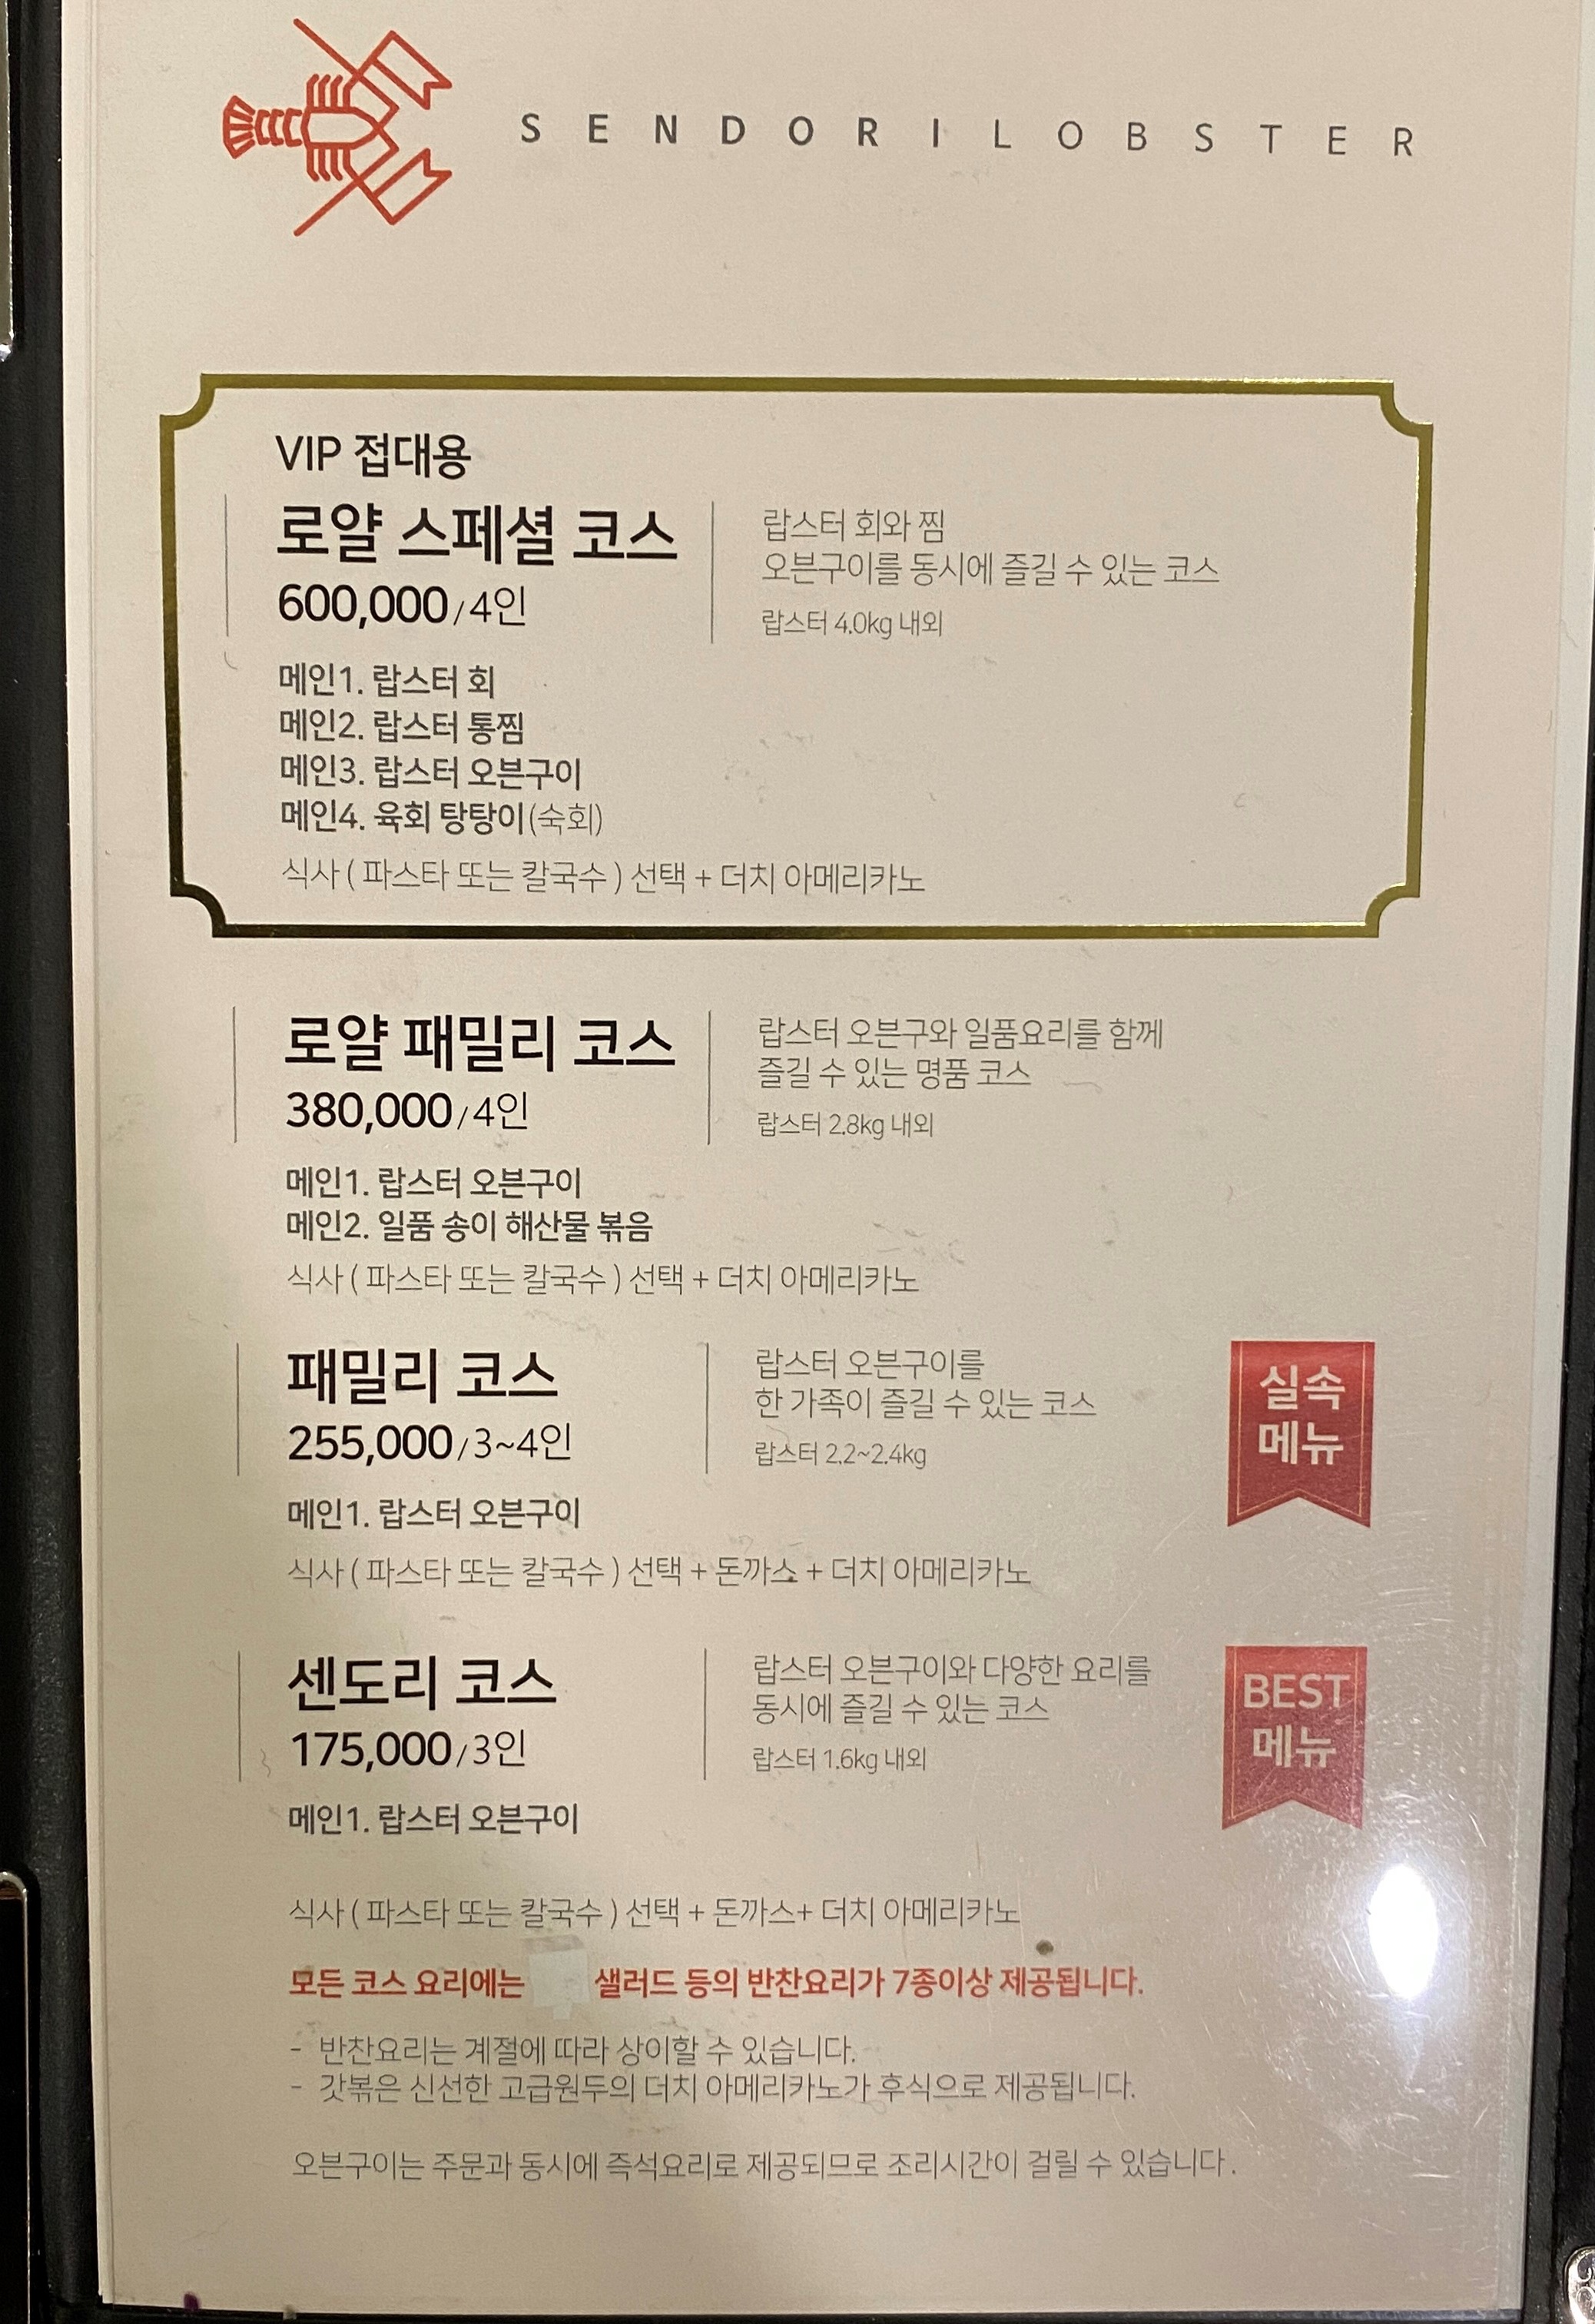 SENDORILOBSTER
VIP 접대용
로얄 스페셜 코스
600,000/4인
랍스터 회와 찜
오븐구이를 동시에 즐길 수 있는 코스
랍스터 4.0kg 내외
메인1. 랍스터 회
메인2. 랍스터 통찜
메인3. 랍스터 오븐구이
메인4. 육회 탕탕이(숙회)
식사 ( 파스타 또는 칼국수 ) 선택 + 더치 아메리카노
로얄 패밀리 코스
380,000/4인
랍스터 오븐구와 일품요리를 함께
즐길 수 있는 명품 코스
랍스터 2.8kg 내외
메인1. 랍스터 오븐구이
메인2. 일품 송이 해산물 볶음
식사 ( 파스타 또는 칼국수 ) 선택 + 더치 아메리카노
패밀리 코스
255,000/3~4인
랍스터 오븐구이를
한 가족이 즐길 수 있는 코스
랍스터 2.2~2.4kg
실속
메뉴
메인1. 랍스터 오븐구이
식사 ( 파스타 또는 칼국수 ) 선택 + 돈까스 + 더치 아메리카노
센도리 코스
175,000/3인
랍스터 오븐구이와 다양한 요리를
동시에 즐길 수 있는 코스
랍스터 1.6kg 내외
BEST
메뉴
메인1. 랍스터 오븐구이
식사 ( 파스타 또는 칼국수 ) 선택 + 돈까스+ 더치 아메리카노
모든 코스 요리에는 샐러드 등의 반찬요리가 7종이상 제공됩니다.
- 반찬요리는 계절에 따라 상이할 수 있습니다.
- 갓볶은 신선한 고급원두의 더치 아메리카노가 후식으로 제공됩니다.
오븐구이는 주문과 동시에 즉석요리로 제공되므로 조리시간이 걸릴 수 있습니다.